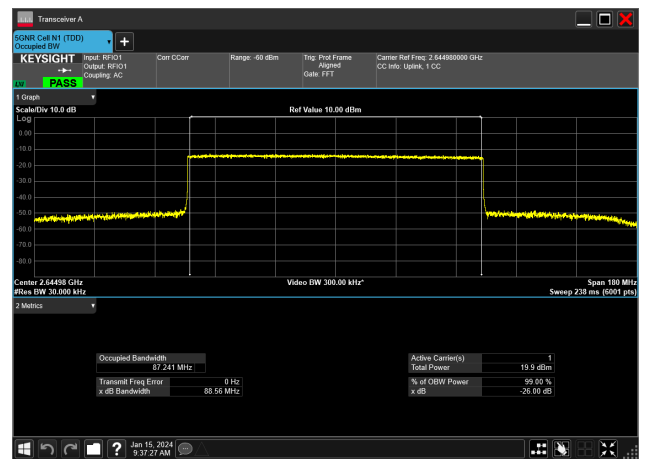 Transceiver A
5GNR Cell N1 (TDD)
Occupied BW
KEYSIGHT
Input: RFIO1
Output: RFIO1
Coupling: AC
Corr CCorr
Range: -60 dBm
Trig: Prot Frame
Aligned
Gate: FFT
Carrier Ref Freq: 2.644980000 GHz
CC Info: Uplink, 1 CC
PASS
1 Graph
Scale/Div 10.0 dB
Ref Value 10.00 dBm
Log
0.00
-10.0
-20.0
-30.0
-40.0
-50.0
-60.0
-70.0
-80.0
Center 2.64498 GHz
Video BW 300.00 kHz*
Span 180 MHz
#Res BW 30.000 kHz
Sweep 238 ms (6001 pts)
2 Metrics
Occupied Bandwidth
87.241 MHz
Active Carrier(s) 1
Total Power 19.9 dBm
Transmit Freq Error 0 Hz
x dB Bandwidth 88.56 MHz
% of OBW Power 99.00 %
x dB -26.00 dB
Jan 15, 2024
9:37:27 AM